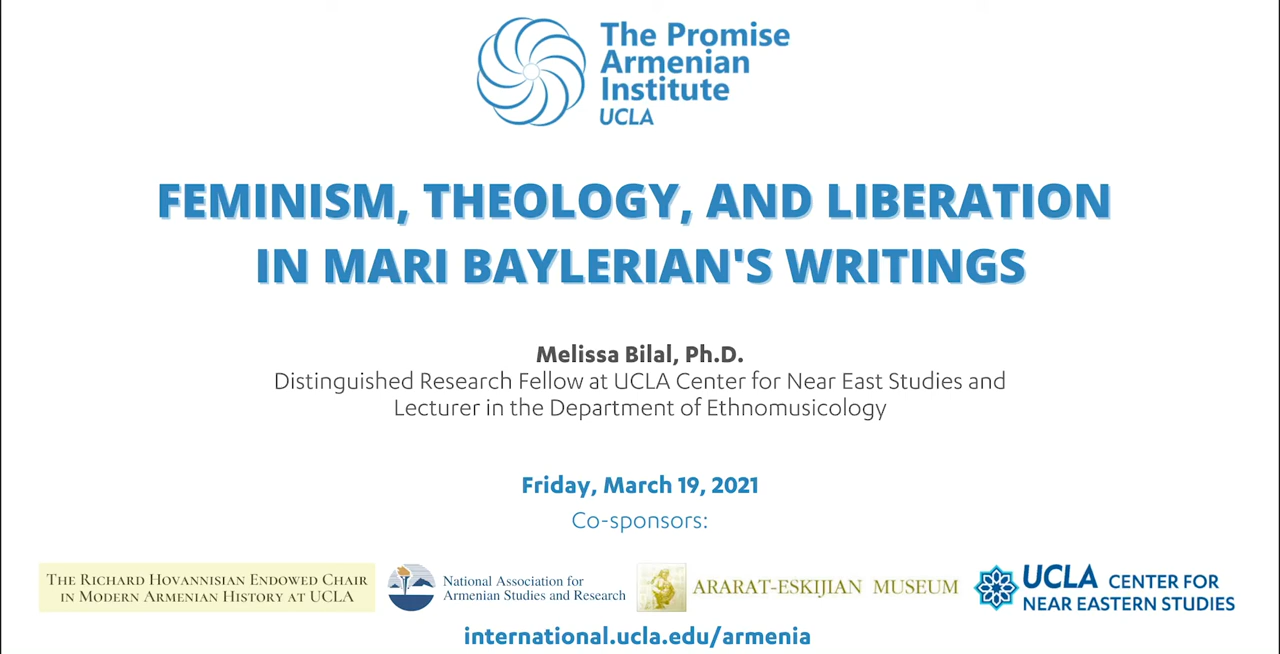 The Promise
Armenian
Institute
UCLA
FEMINISM, THEOLOGY, AND LIBERATION
IN MARI BAYLERIAN'S WRITINGS
Melissa Bilal, Ph.D.
Distinguished Research Fellow at UCLA Center for Near East Studies and
Lecturer in the Department of Ethnomusicology
Friday, March 19, 2021
Co-sponsors:
THE RICHARD HOVANNISIAN ENDOWED CHAIR
IN MODERN ARMENIAN HISTORY AT UCLA
National Association for
Armenian Studies and Research
ARARAT-ESKIJIAN MUSEUM
UCLA CENTER FOR
NEAR EASTERN STUDIES
international.ucla.edu/armenia